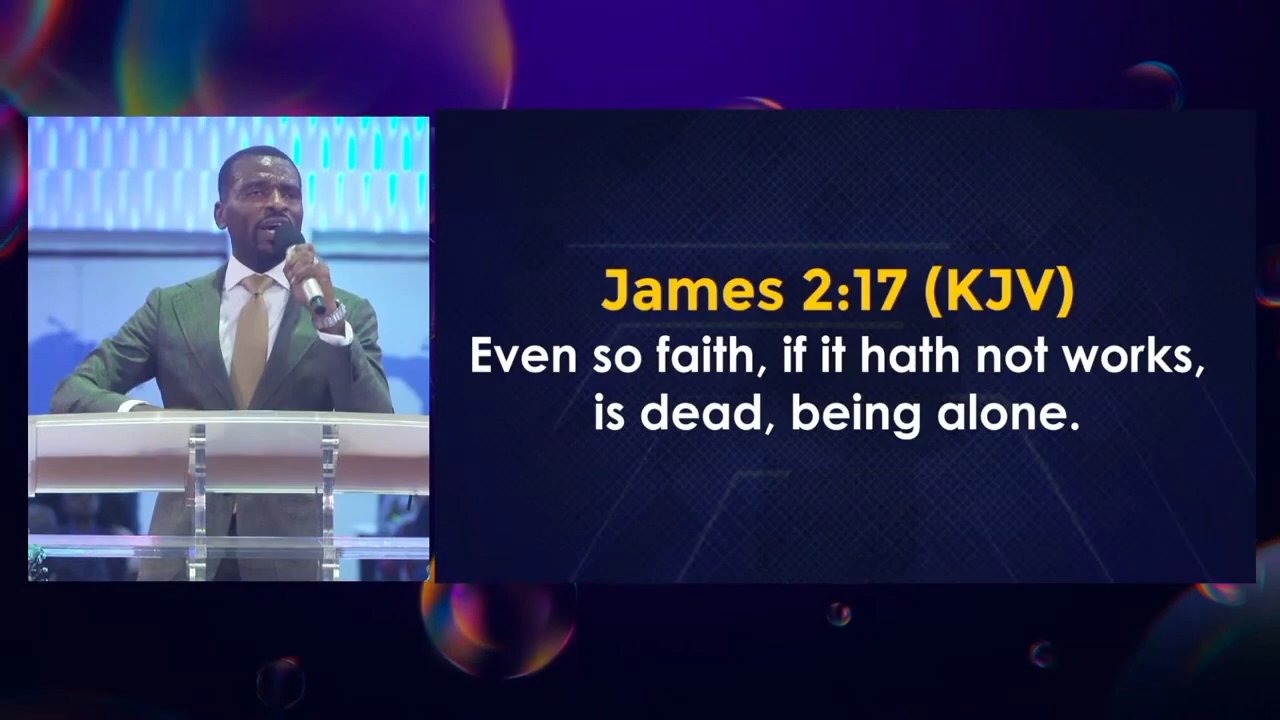 James 2:17 (KJV)
Even so faith, if it hath not works,
is dead, being alone.